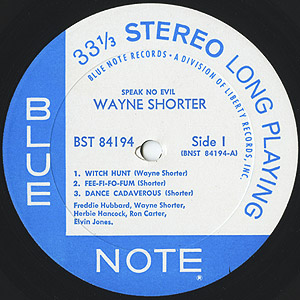 33⅓ STEREO LONG PLAYING
BLUE NOTE RECORDS • A DIVISION OF LIBERTY RECORDS, INC.
SPEAK NO EVIL
WAYNE SHORTER
BST 84194 Side 1
(BNST 84194-A)
1. WITCH HUNT (Wayne Shorter)
2. FEE-FI-FO-FUM (Shorter)
3. DANCE CADAVEROUS (Shorter)
Freddie Hubbard, Wayne Shorter,
Herbie Hancock, Ron Carter,
Elvin Jones.
BLUE
NOTE®